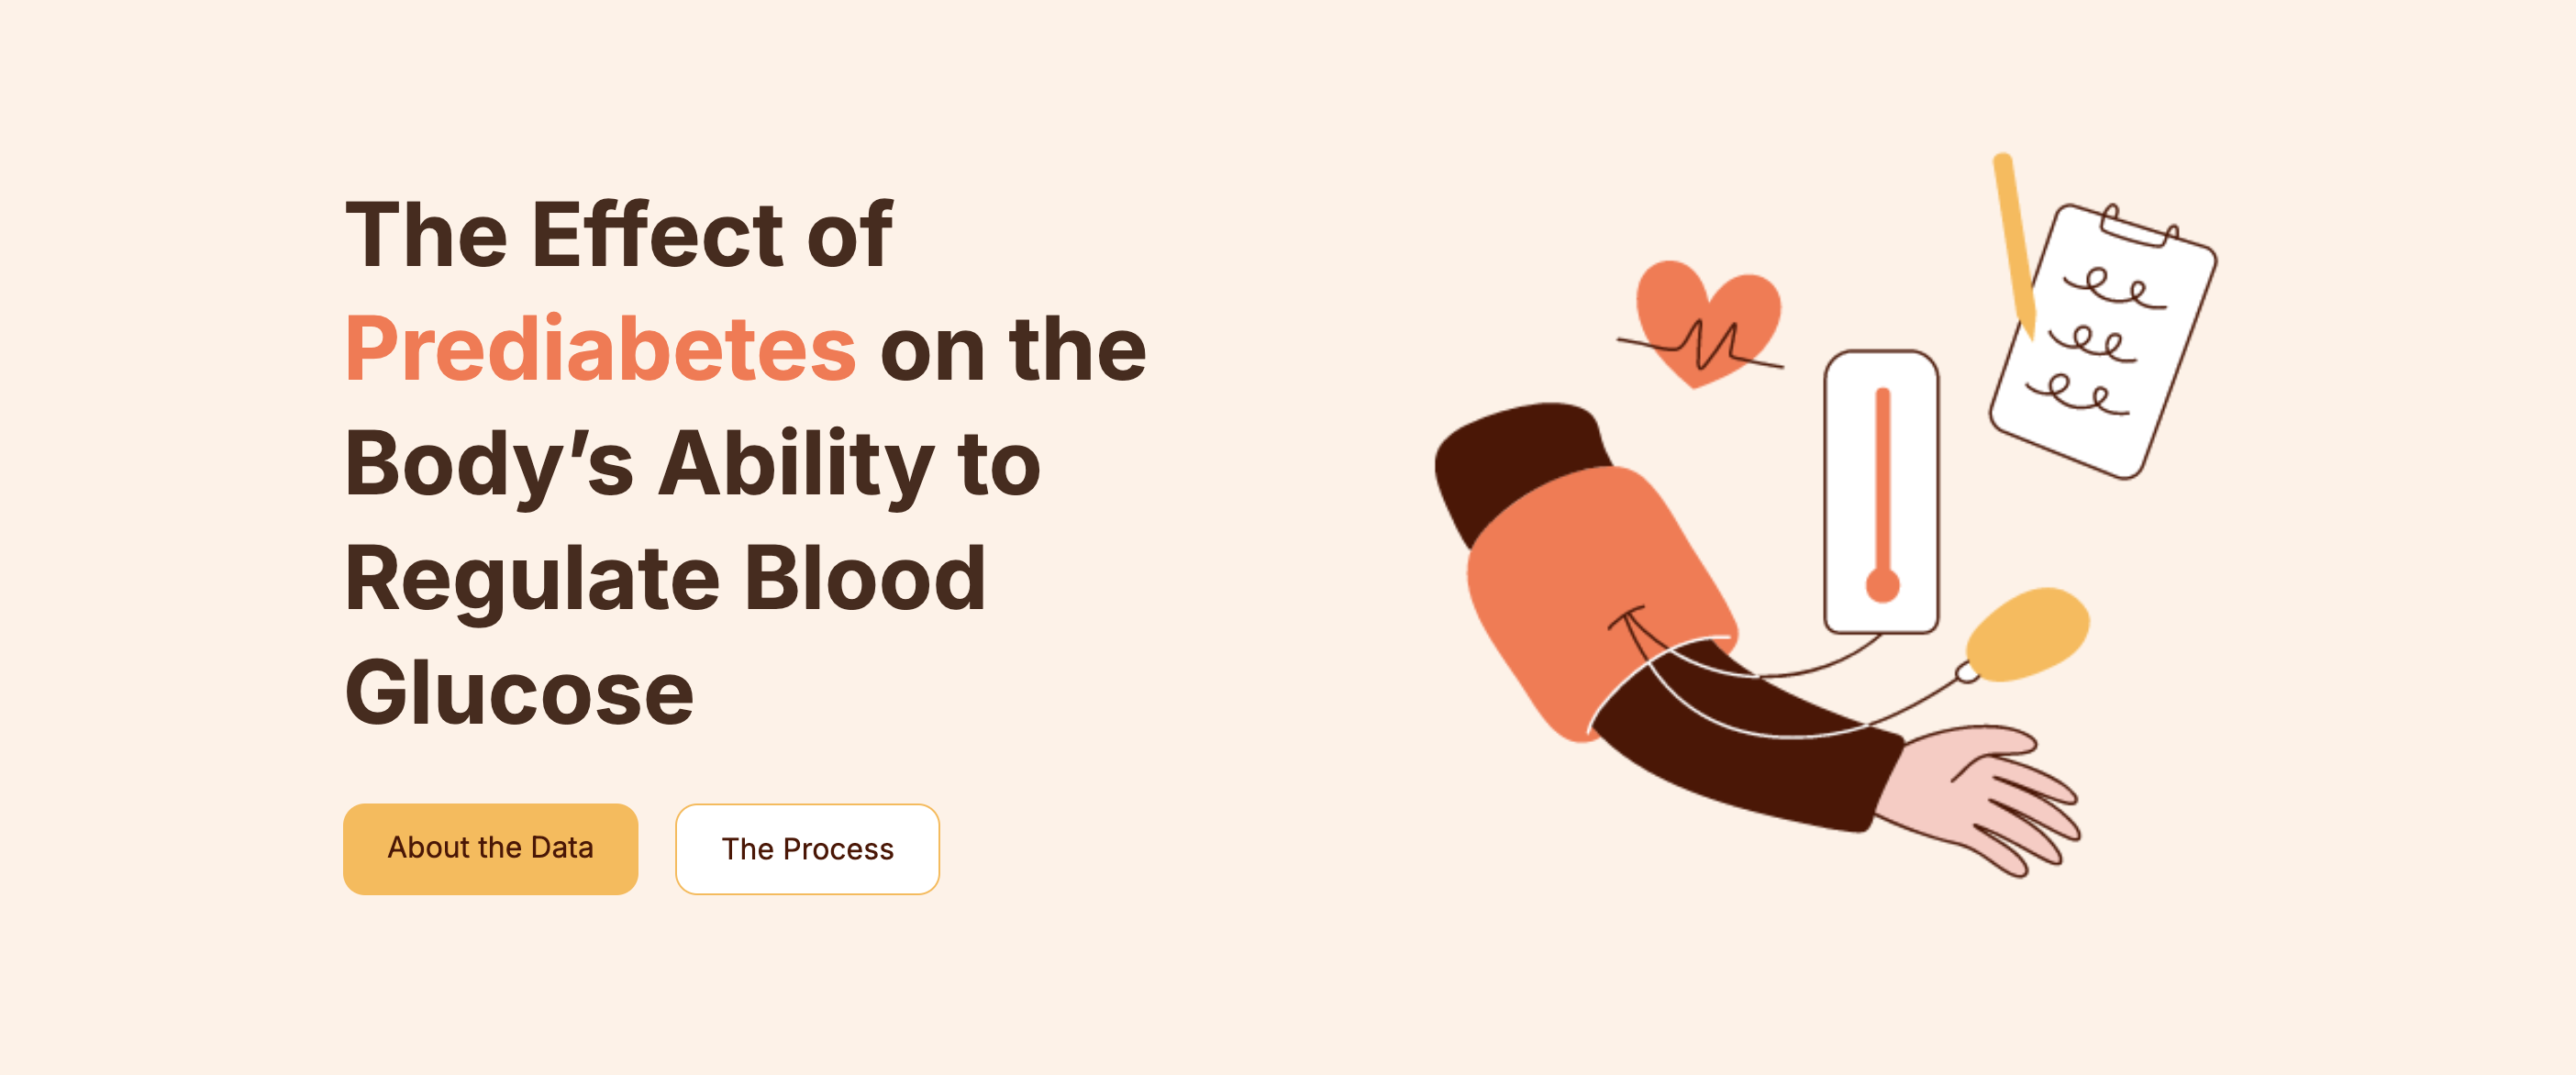 The Effect of
Prediabetes on the
Body’s Ability to
Regulate Blood
Glucose
About the Data
The Process